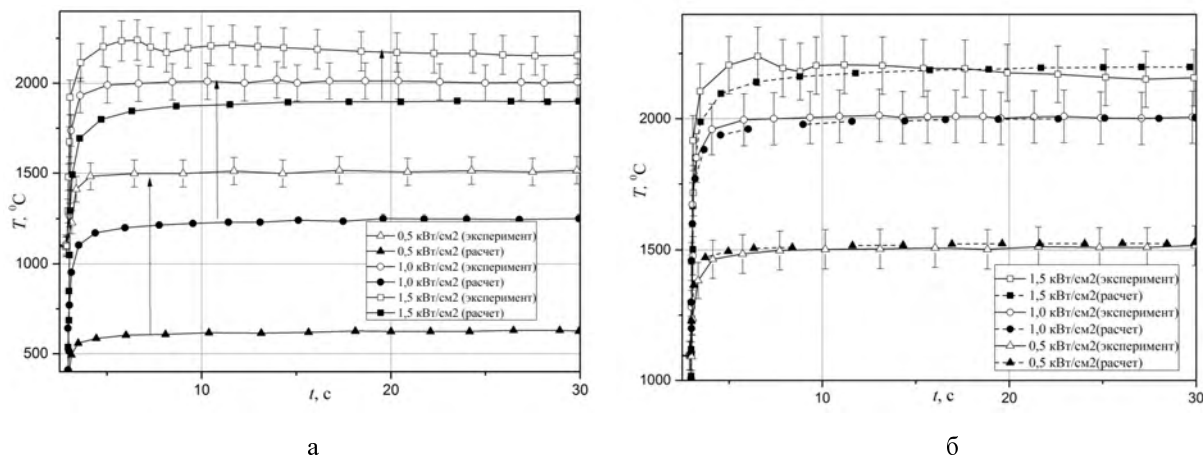 2000
1500
1000
500
T, ⁰C
10
20
30
t, с
0,5 кВт/см2 (эксперимент)
0,5 кВт/см2 (расчет)
1,0 кВт/см2 (эксперимент)
1,0 кВт/см2 (расчет)
1,5 кВт/см2 (эксперимент)
1,5 кВт/см2 (расчет)
а
2000
1500
1000
T, ⁰C
10
20
30
t, с
1,5 кВт/см2(эксперимент)
1,5 кВт/см2(расчет)
1,0 кВт/см2(эксперимент)
1,0 кВт/см2(расчет)
0,5 кВт/см2(эксперимент)
0,5 кВт/см2(расчет)
б